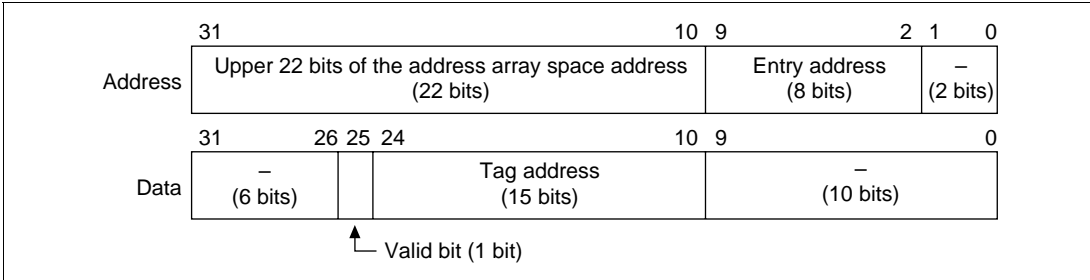 31 10 9 2 1 0
Address Upper 22 bits of the address array space address (22 bits) Entry address (8 bits) – (2 bits)
31 26 25 24 10 9 0
Data – (6 bits) Tag address (15 bits) – (10 bits)
Valid bit (1 bit)